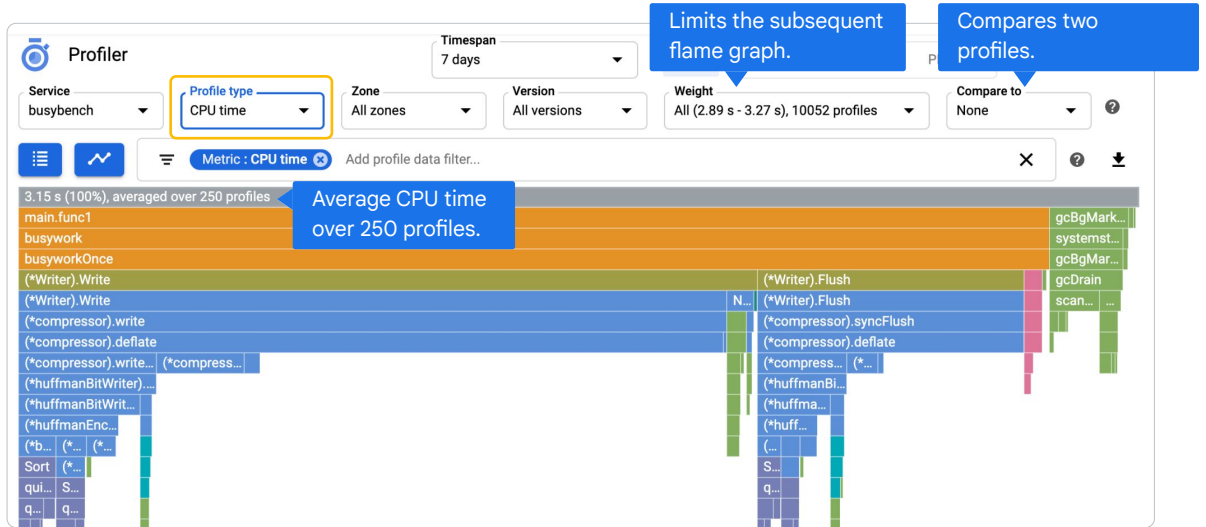 Limits the subsequent
flame graph.
Compares two
profiles.
Profiler
Timespan
7 days
Service
busybench
Profile type
CPU time
Zone
All zones
Version
All versions
Weight
All (2.89 s - 3.27 s), 10052 profiles
Compare to
None
Metric : CPU time
Add profile data filter...
3.15 s (100%), averaged over 250 profiles
Average CPU time
over 250 profiles.
main.func1
gcBgMark...
busywork
systemst...
busyworkOnce
gcBgMar...
(*Writer).Write
(*Writer).Flush
gcDrain
(*Writer).Write
N...
(*Writer).Flush
scan...
...
(*compressor).write
(*compressor).syncFlush
(*compressor).deflate
(*compressor).deflate
(*compressor).write...
(*compress...
(*compress...
(*...
(*huffmanBitWriter)....
(*huffmanBi...
(*huffmanBitWrit...
(*huffma...
(*huffmanEnc...
(*huff...
(*b...
(*...
(*...
(...
Sort
(*...
S...
qui...
S...
q...
q...
q...